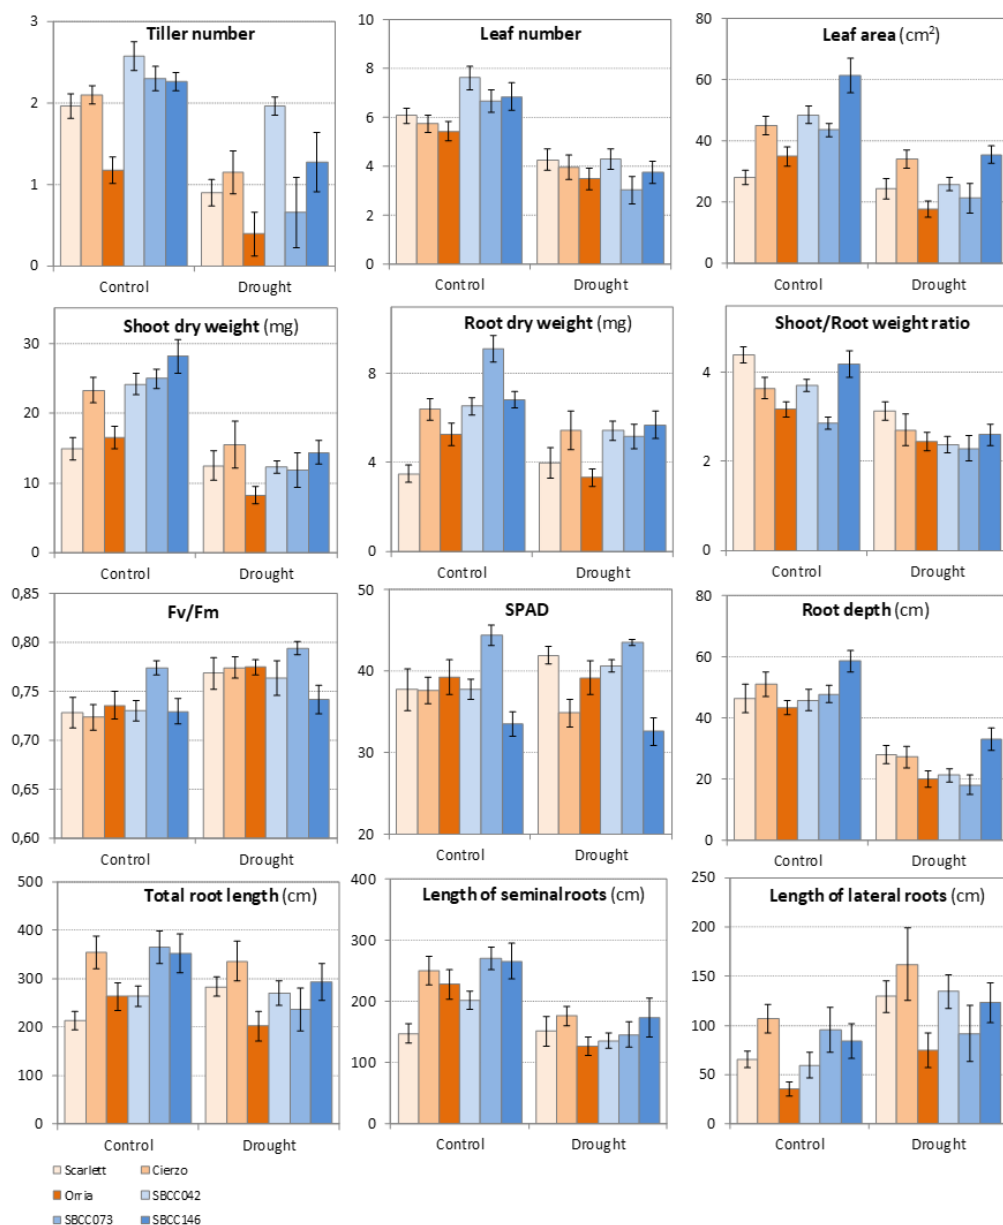 Tiller number
3
2
1
0
Control Drought
Leaf number
10
8
6
4
2
0
Control Drought
Leaf area (cm²)
80
60
40
20
0
Control Drought
Shoot dry weight (mg)
30
20
10
0
Control Drought
Root dry weight (mg)
8
4
0
Control Drought
Shoot/Root weight ratio
4
2
0
Control Drought
Fv/Fm
0,85
0,80
0,75
0,70
0,65
0,60
Control Drought
SPAD
50
40
30
20
Control Drought
Root depth (cm)
80
60
40
20
0
Control Drought
Total root length (cm)
500
400
300
200
100
0
Control Drought
Length of seminal roots (cm)
400
300
200
100
0
Control Drought
Length of lateral roots (cm)
250
200
150
100
50
0
Control Drought
Scarlett Cierzo
Orria SBCC042
SBCC073 SBCC146